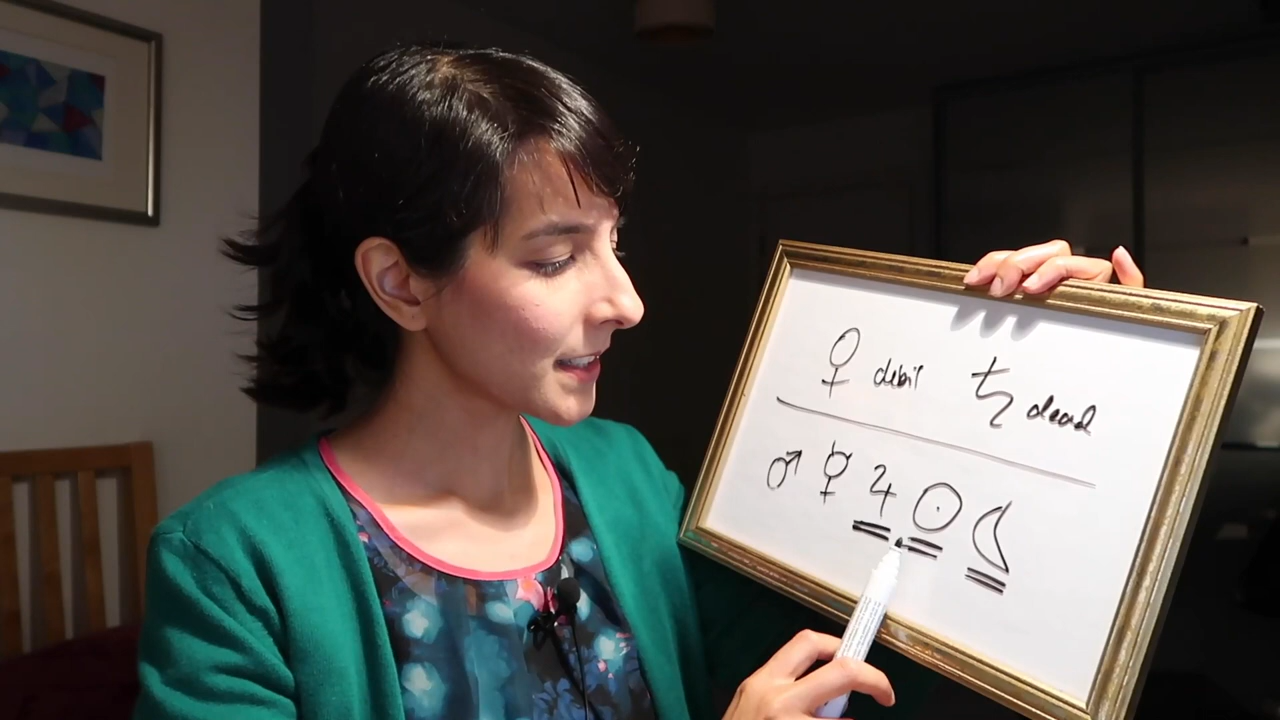 ♀ debil ♄ dead
♂ ☿ ♃ ☉ ☾